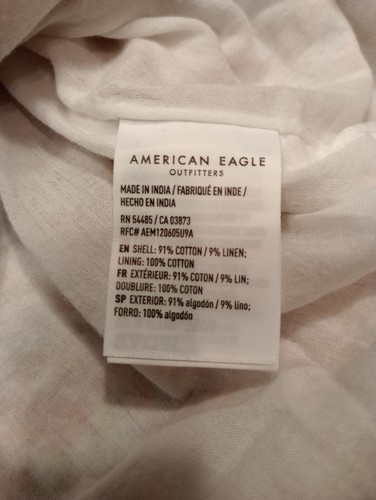 AMERICAN EAGLE
OUTFITTERS
MADE IN INDIA / FABRIQUÉ EN INDE /
HECHO EN INDIA
RN 54485 / CA 03873
RFC# AEM120605U9A
EN SHELL: 91% COTTON / 9% LINEN;
LINING: 100% COTTON
FR EXTÉRIEUR: 91% COTON / 9% LIN;
DOUBLURE: 100% COTON
SP EXTERIOR: 91% algodón / 9% lino;
FORRO: 100% algodón